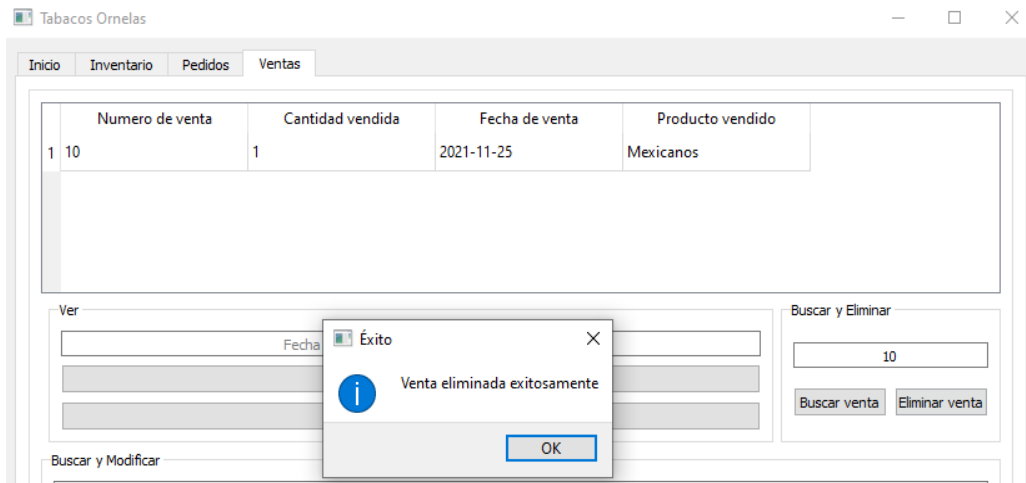 Tabacos Ornelas
Inicio Inventario Pedidos Ventas
Numero de venta Cantidad vendida Fecha de venta Producto vendido
1 10 1 2021-11-25 Mexicanos
Ver
Fecha
Éxito
Venta eliminada exitosamente
OK
Buscar y Eliminar
10
Buscar venta Eliminar venta
Buscar y Modificar